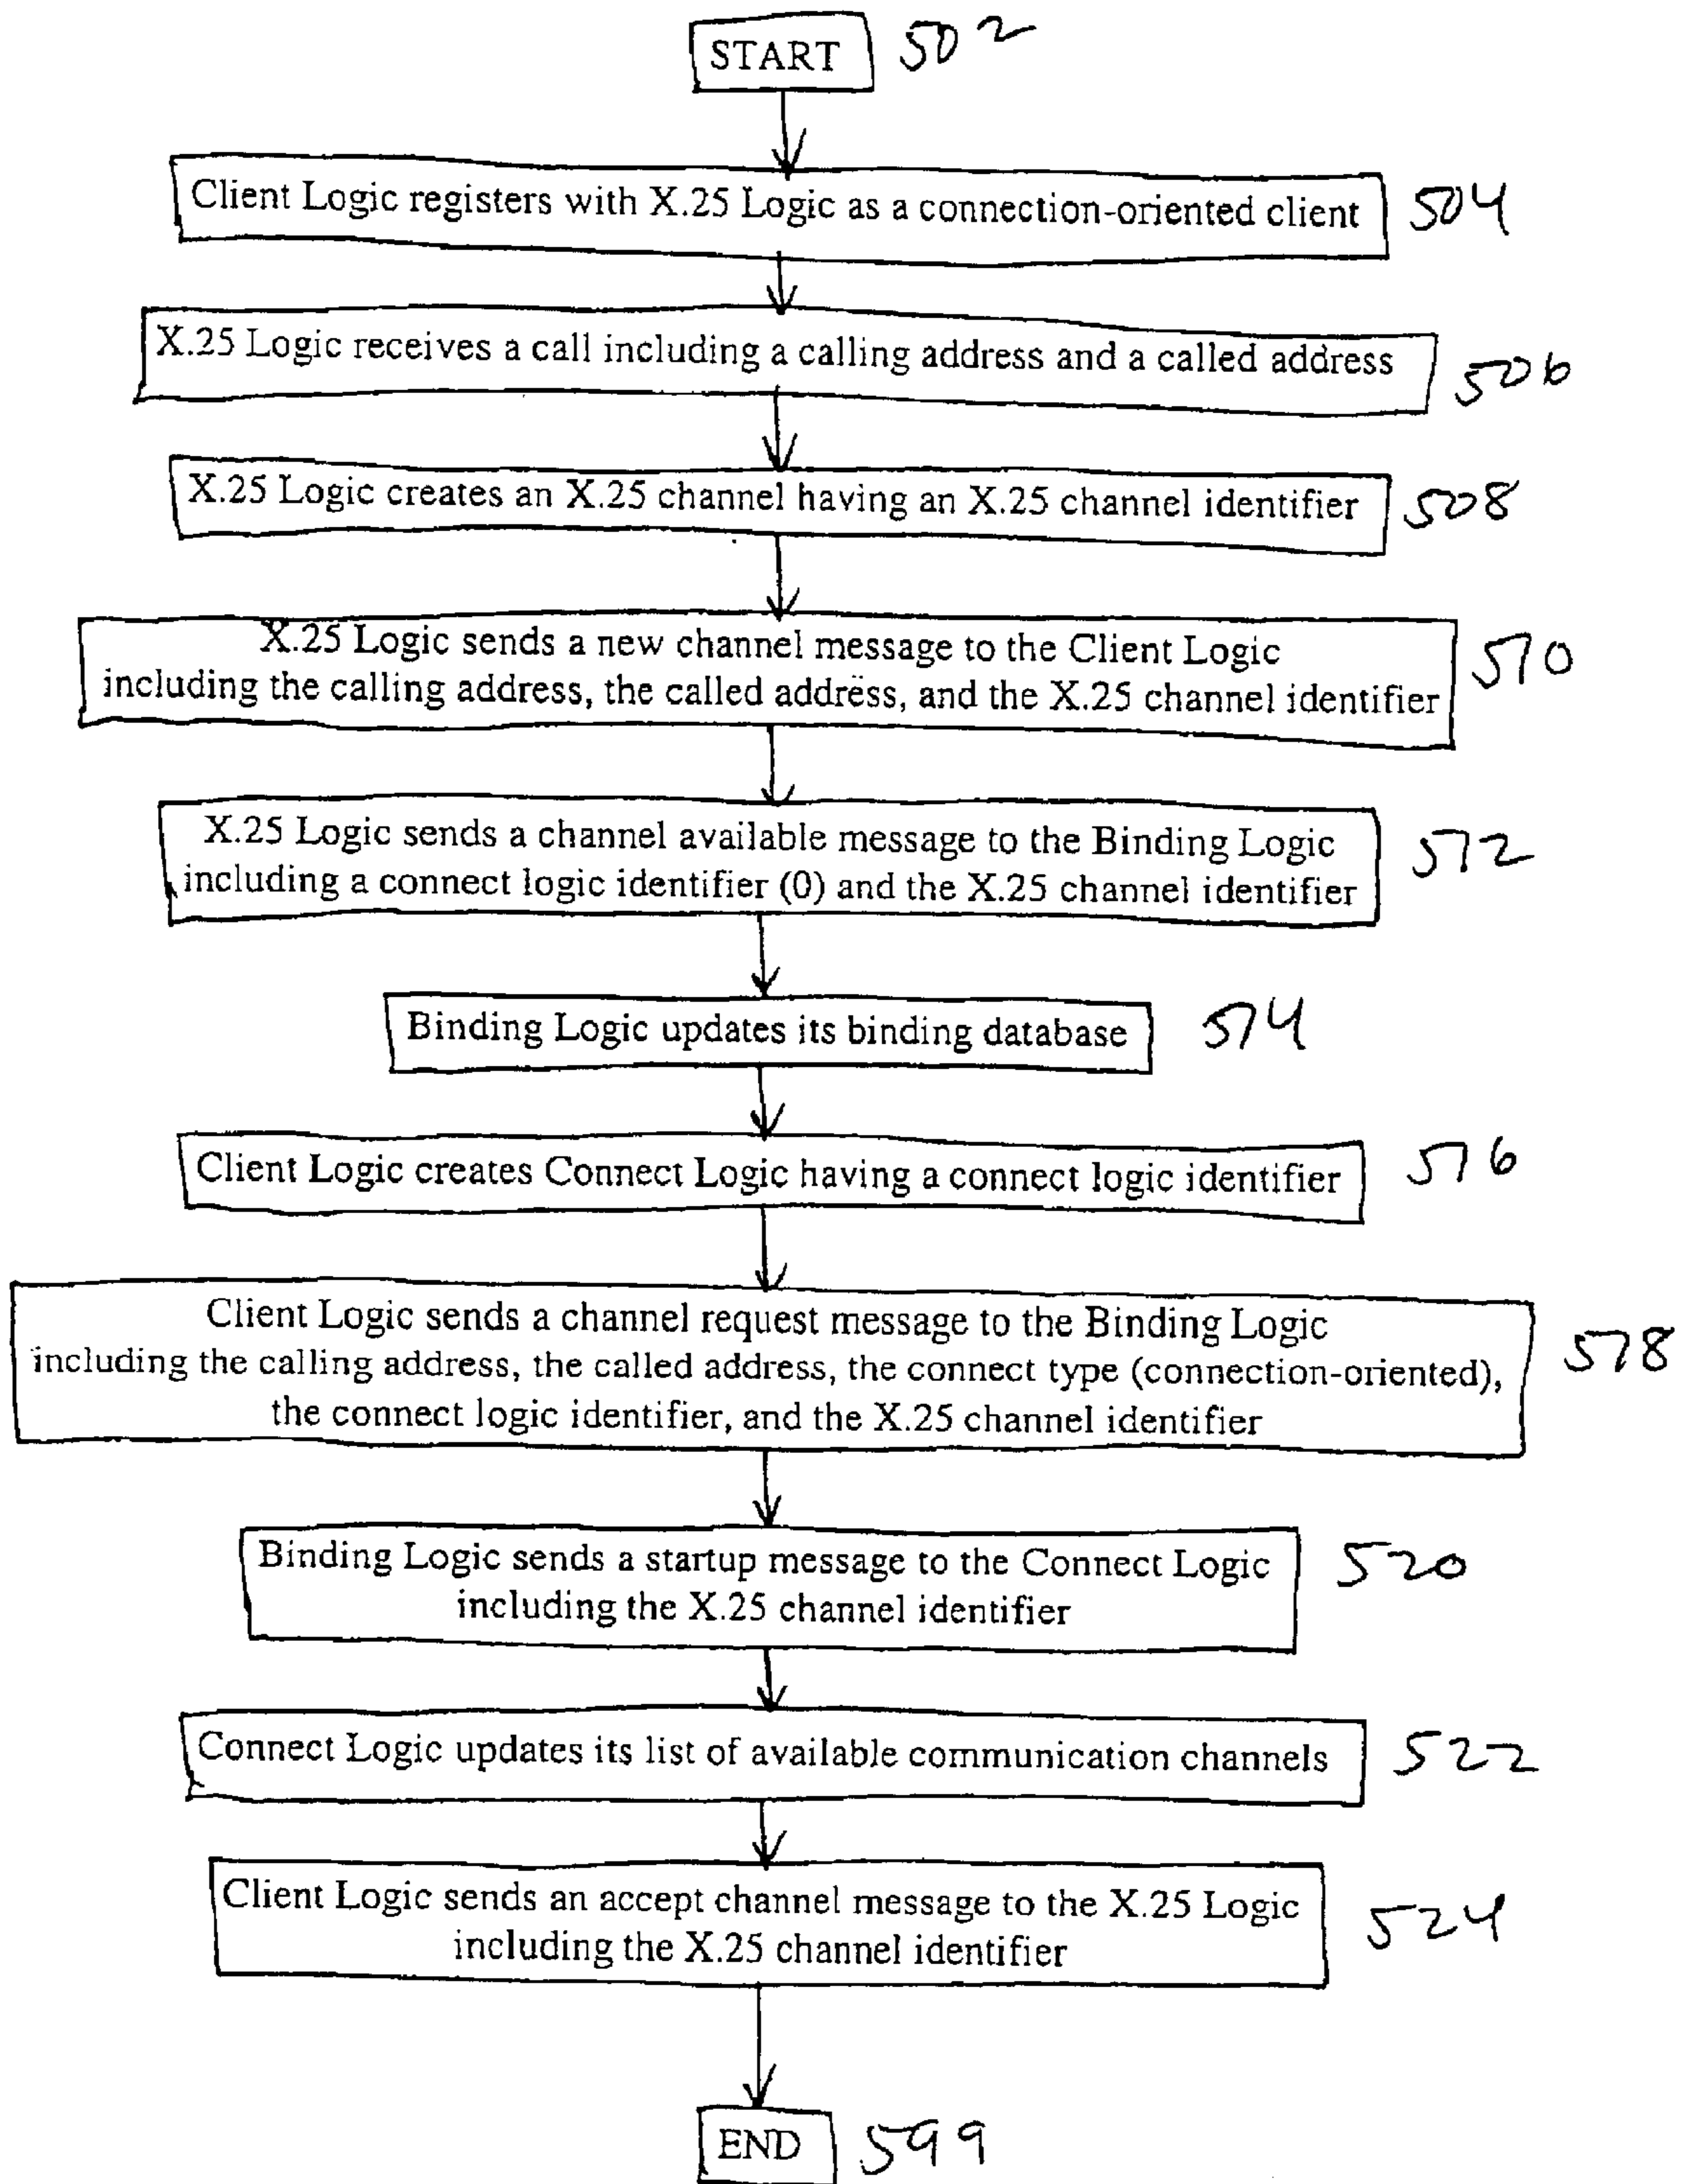 START 502
Client Logic registers with X.25 Logic as a connection-oriented client 504
X.25 Logic receives a call including a calling address and a called address 506
X.25 Logic creates an X.25 channel having an X.25 channel identifier 508
X.25 Logic sends a new channel message to the Client Logic
including the calling address, the called address, and the X.25 channel identifier 510
X.25 Logic sends a channel available message to the Binding Logic 512
including a connect logic identifier (0) and the X.25 channel identifier
Binding Logic updates its binding database 514
Client Logic creates Connect Logic having a connect logic identifier 516
Client Logic sends a channel request message to the Binding Logic
including the calling address, the called address, the connect type (connection-oriented), 518
the connect logic identifier, and the X.25 channel identifier
Binding Logic sends a startup message to the Connect Logic 520
including the X.25 channel identifier
Connect Logic updates its list of available communication channels 522
Client Logic sends an accept channel message to the X.25 Logic 524
including the X.25 channel identifier
END 599